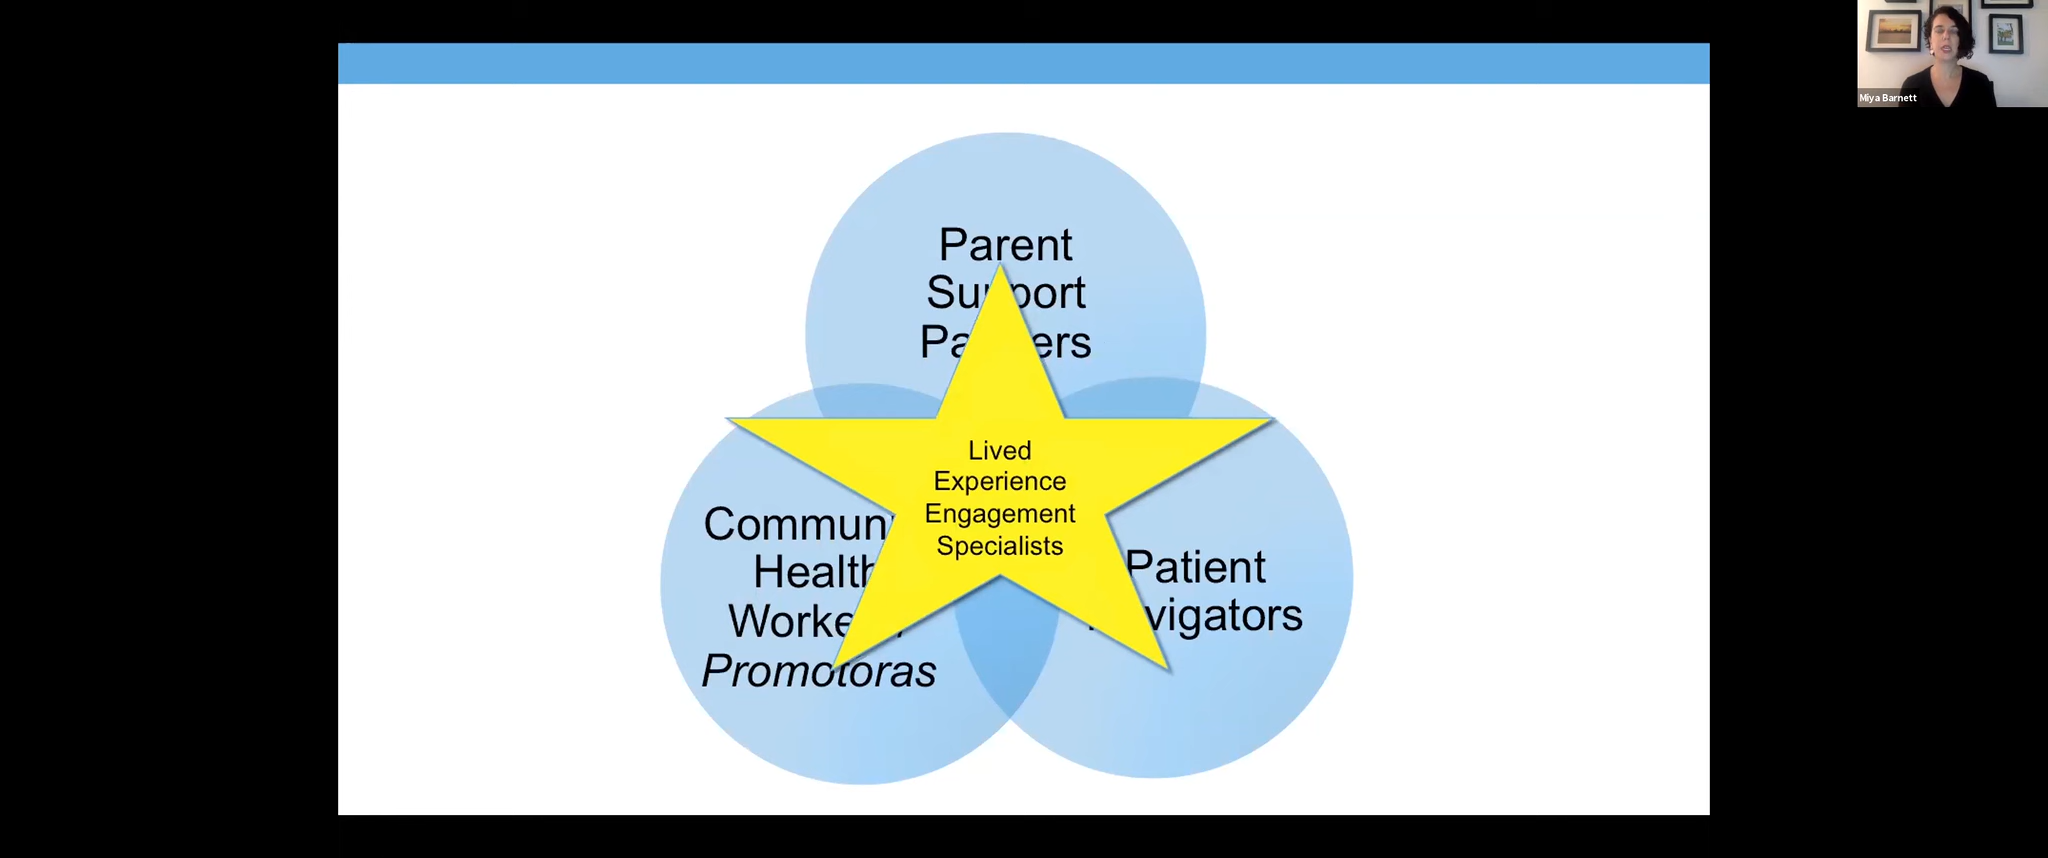 Miya Barnett
Parent
Support
Partners
Lived
Experience
Engagement
Specialists
Community
Health
Workers/
Promotoras
Patient
Navigators